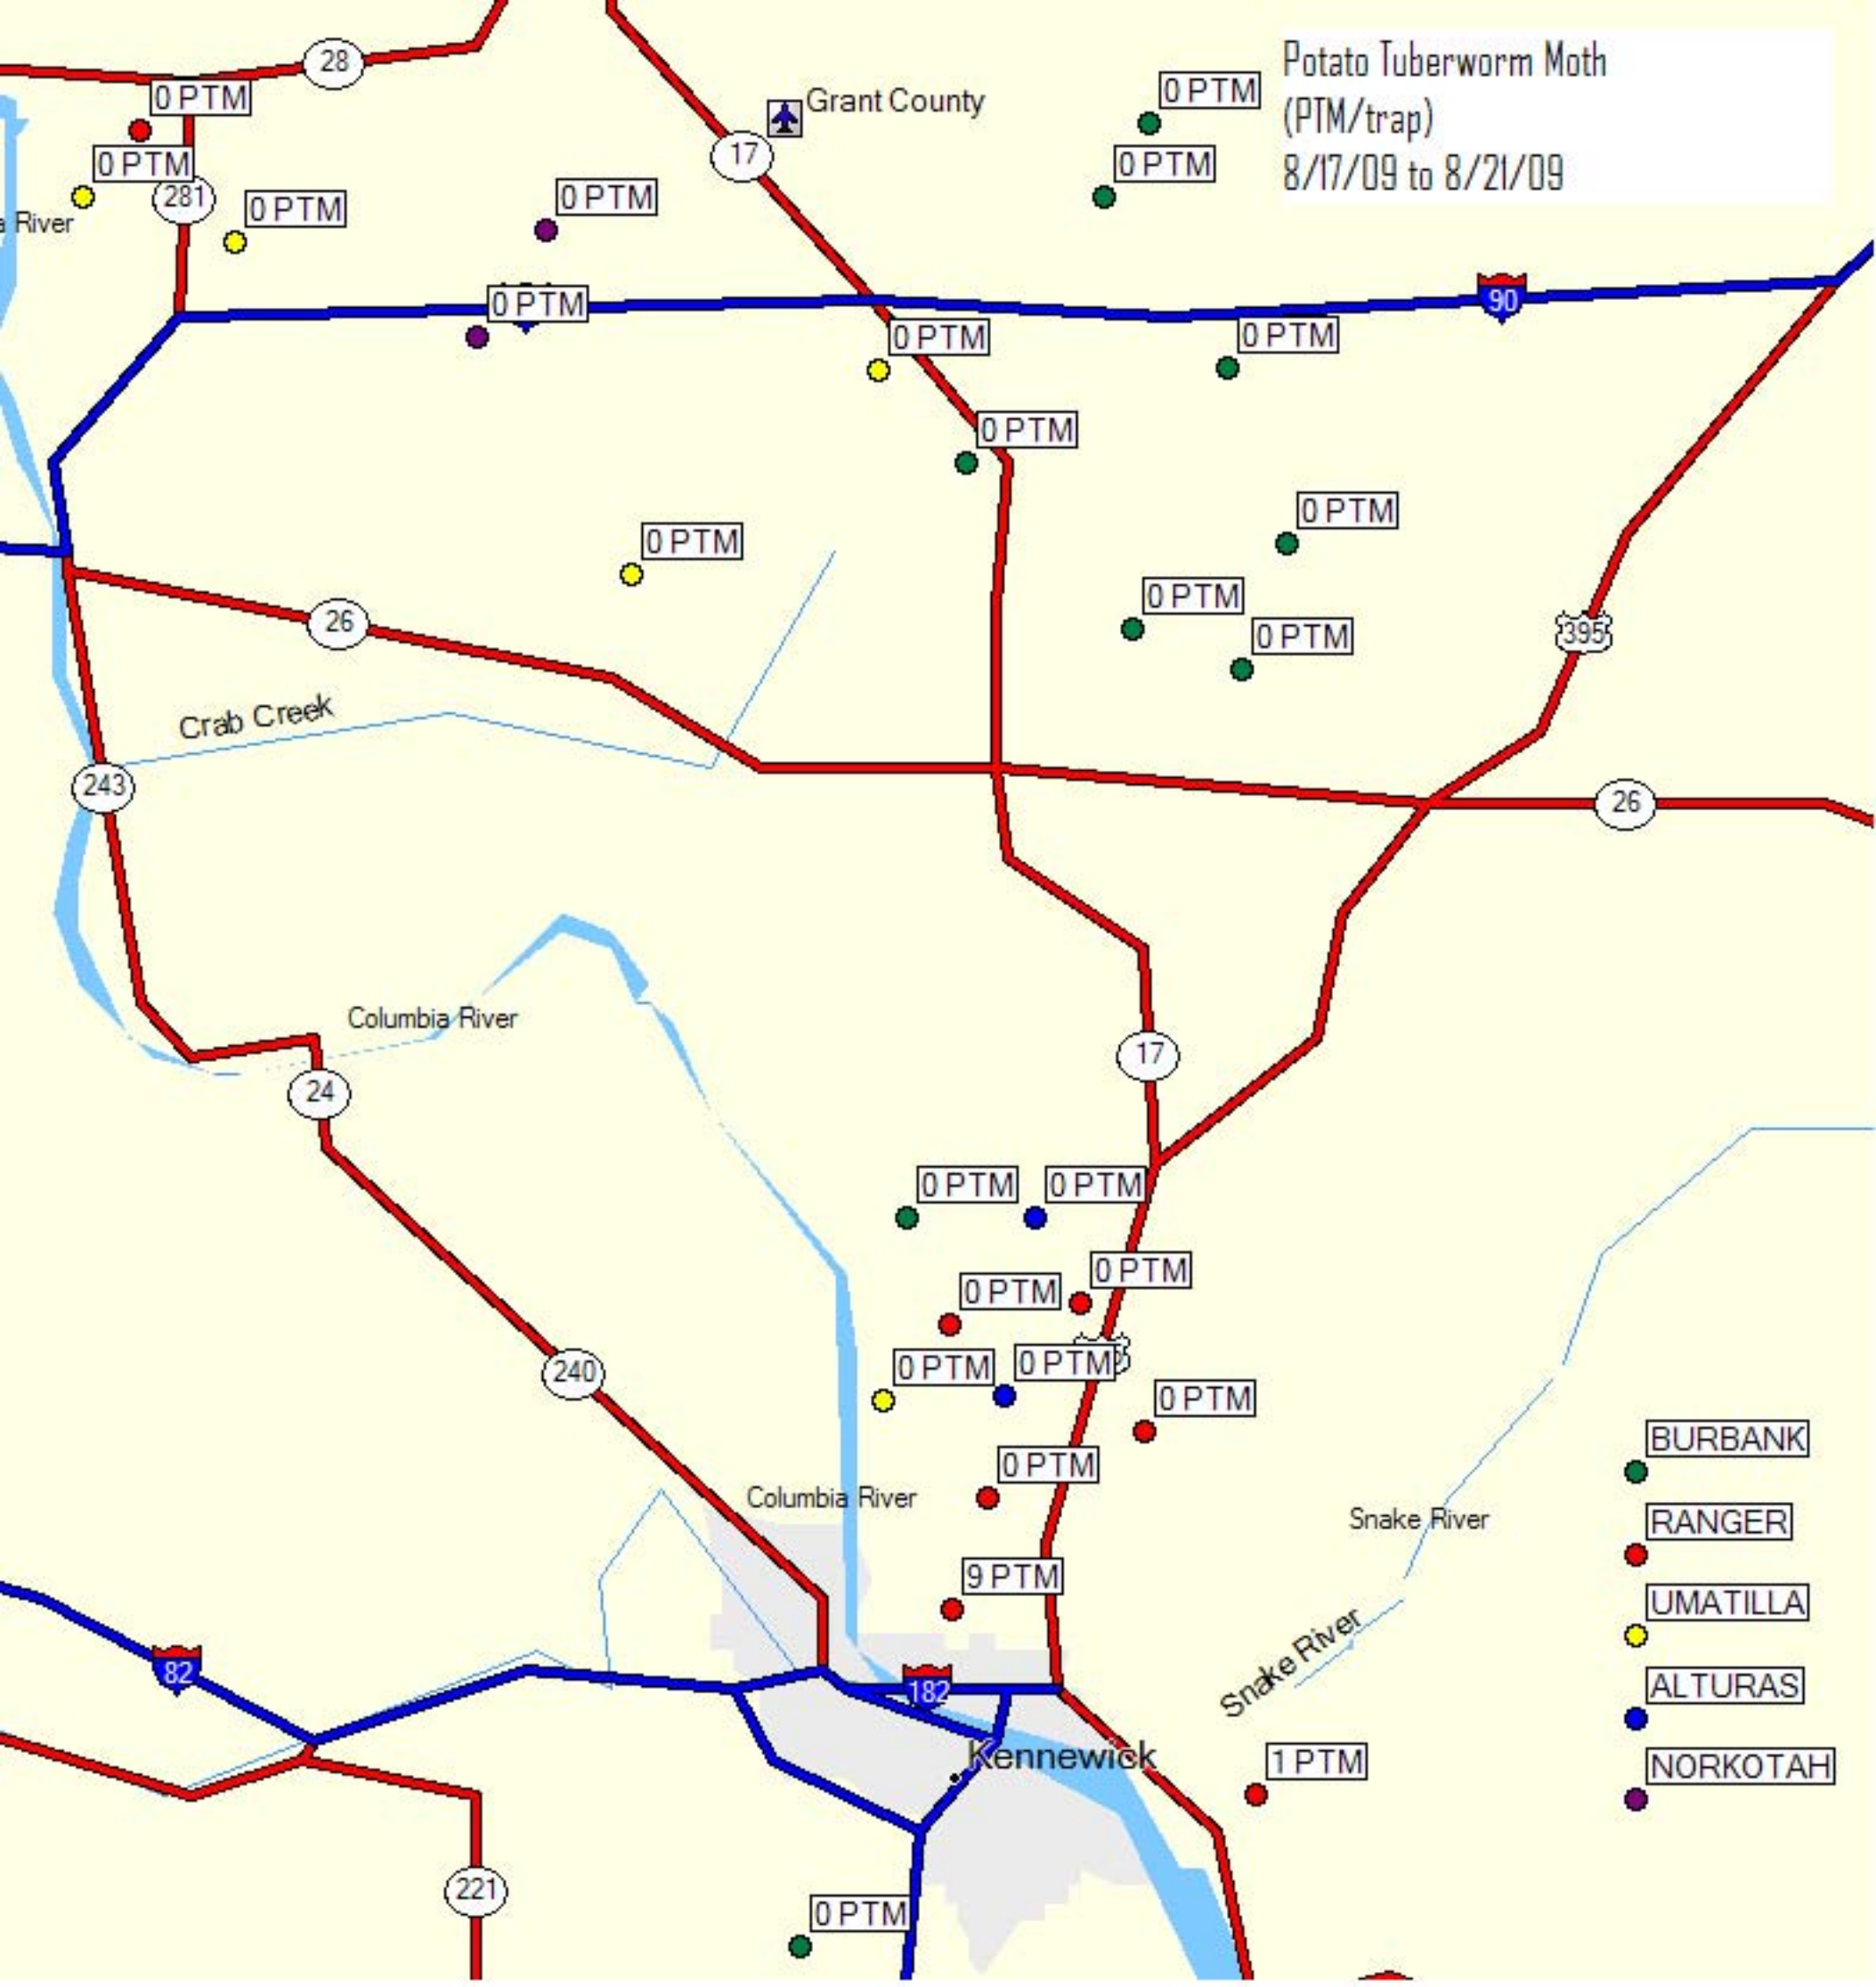 28
0 PTM
Potato Tuberworm Moth
(PTM/trap)
8/17/09 to 8/21/09
0 PTM
Grant County
17
0 PTM
0 PTM
281
0 PTM
0 PTM
River
0 PTM
90
0 PTM
0 PTM
0 PTM
0 PTM
0 PTM
0 PTM
26
0 PTM
395
0 PTM
Crab Creek
243
26
Columbia River
17
24
0 PTM
0 PTM
0 PTM
0 PTM
0 PTM
0 PTM
240
0 PTM
BURBANK
0 PTM
Columbia River
Snake River
RANGER
9 PTM
UMATILLA
Snake River
82
182
ALTURAS
Kennewick
1 PTM
NORKOTAH
221
0 PTM